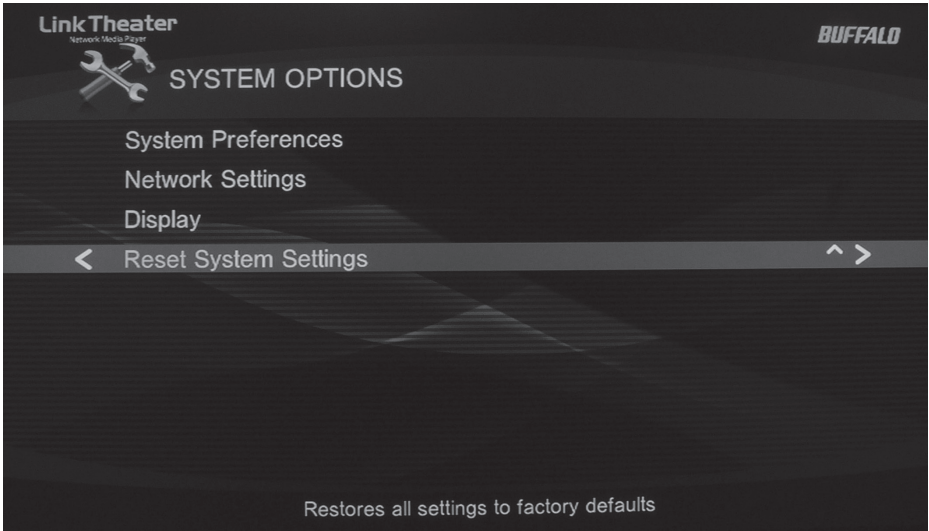 LinkTheater
Network Media Player
BUFFALO
SYSTEM OPTIONS
System Preferences
Network Settings
Display
Reset System Settings
Restores all settings to factory defaults